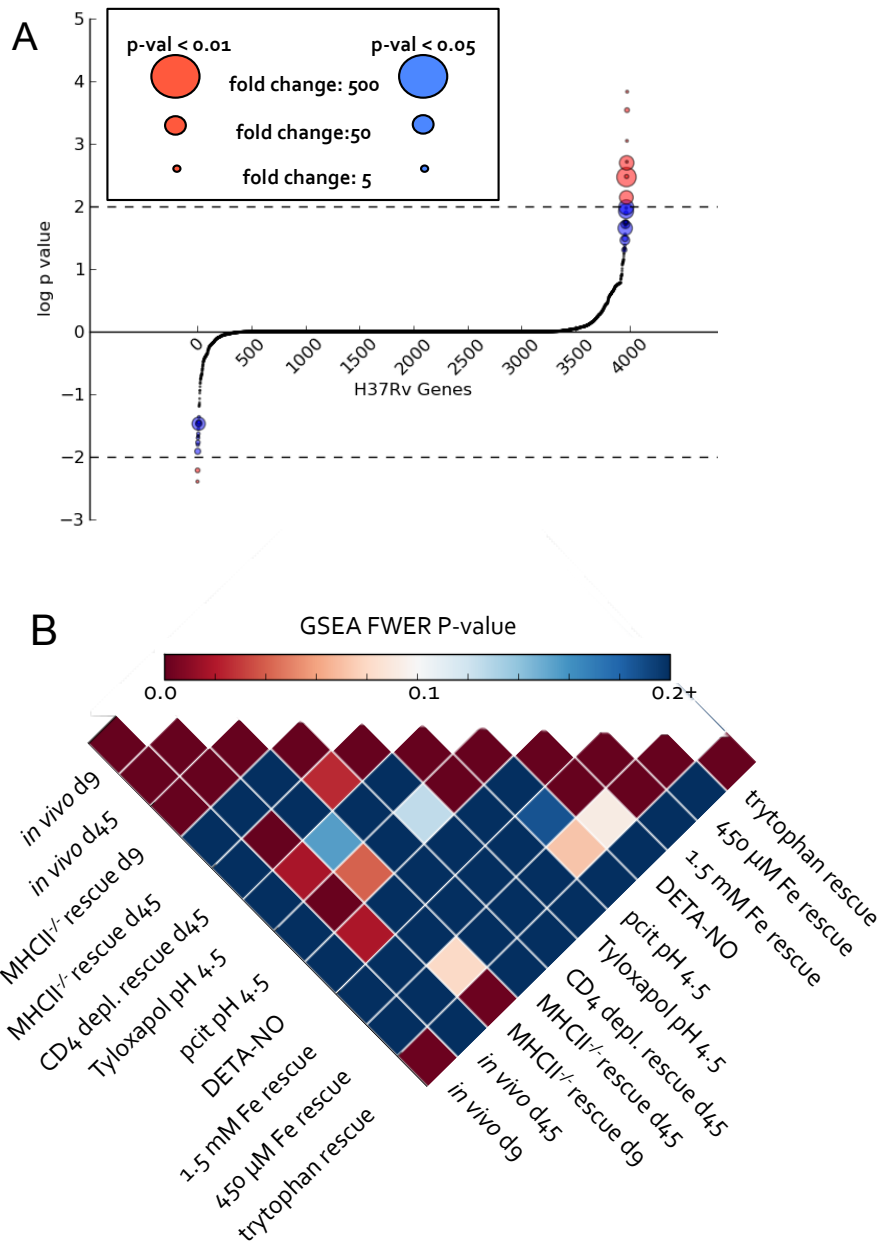 A
p-val < 0.01
p-val < 0.05
fold change: 500
fold change:50
fold change: 5
5
4
3
2
1
0
−1
−2
−3
log p value
0
500
1000
1500
2000
2500
3000
3500
4000
H37Rv Genes
B
GSEA FWER P-value
0.0
0.1
0.2+
in vivo d9
in vivo d45
MHCII-/- rescue d9
MHCII-/- rescue d45
CD4 depl. rescue d45
Tyloxapol pH 4.5
pcit pH 4.5
DETA-NO
1.5 mM Fe rescue
450 µM Fe rescue
trytophan rescue
trytophan rescue
450 µM Fe rescue
1.5 mM Fe rescue
DETA-NO
pcit pH 4.5
Tyloxapol pH 4.5
CD4 depl. rescue d45
MHCII-/- rescue d45
MHCII-/- rescue d9
in vivo d45
in vivo d9